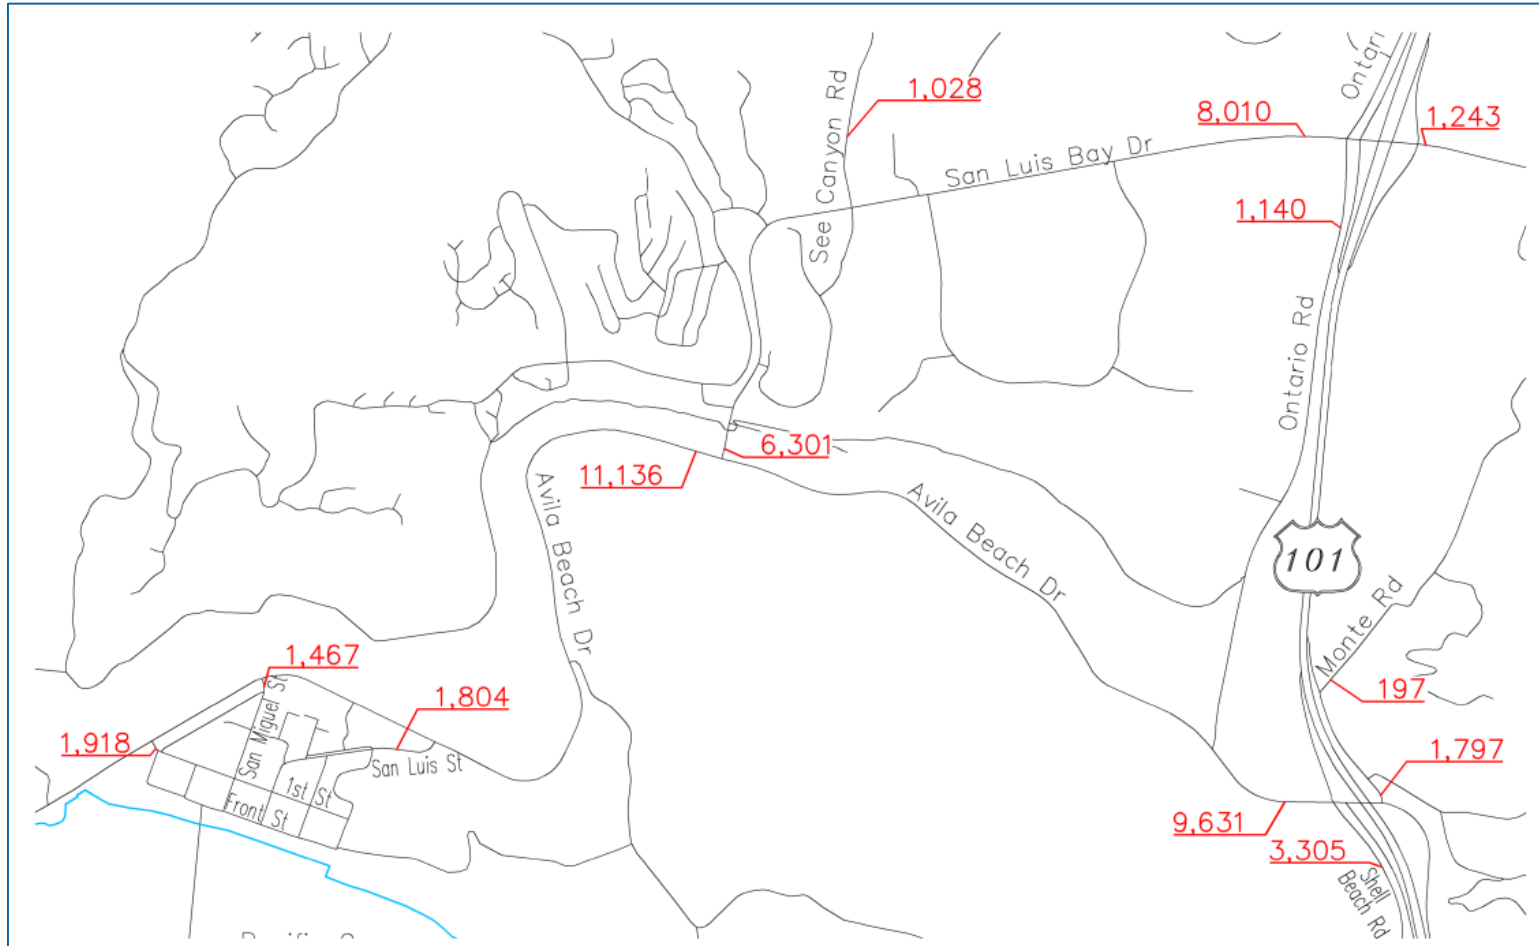 Ontari
1,028
8,010
1,243
See Canyon Rd
San Luis Bay Dr
1,140
Ontario Rd
6,301
11,136
Avila Beach Dr
Avila Beach Dr
101
Monte Rd
197
1,467
1,804
San Miguel St
1,918
San Luis St
1st St
Front St
1,797
9,631
3,305
Shell
Beach Rd